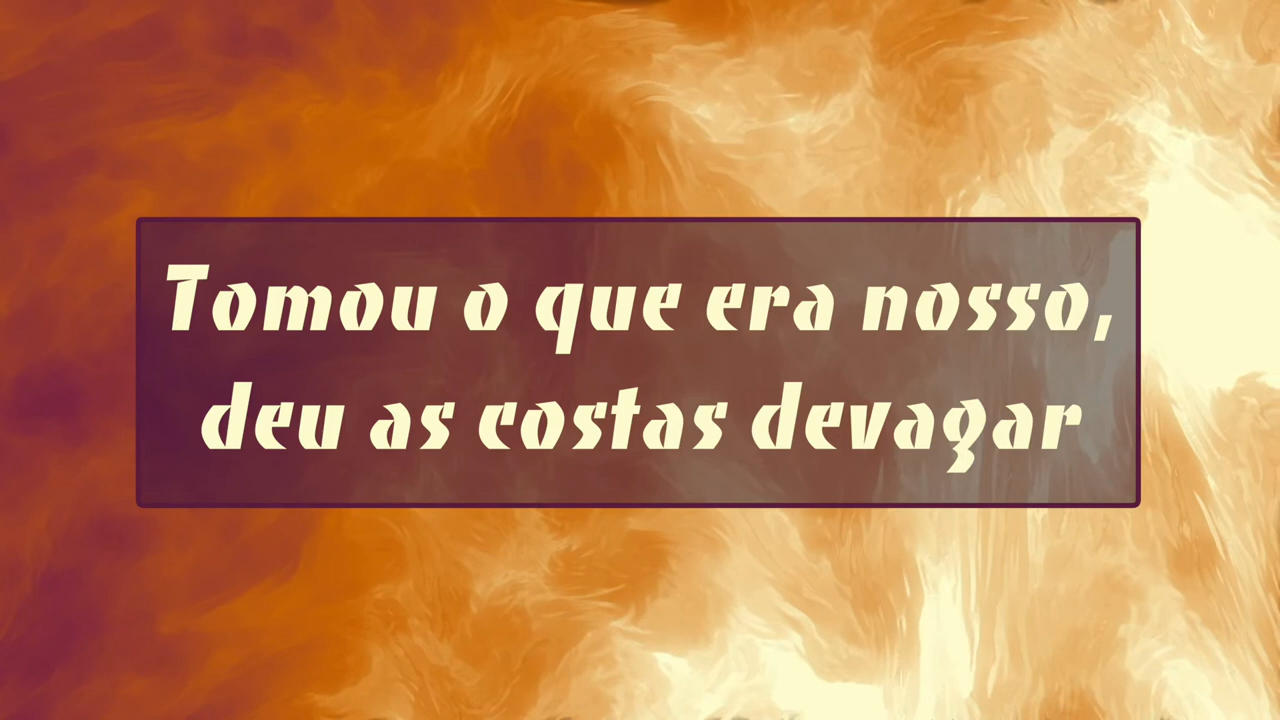 Tomou o que era nosso,
deu as costas devagar